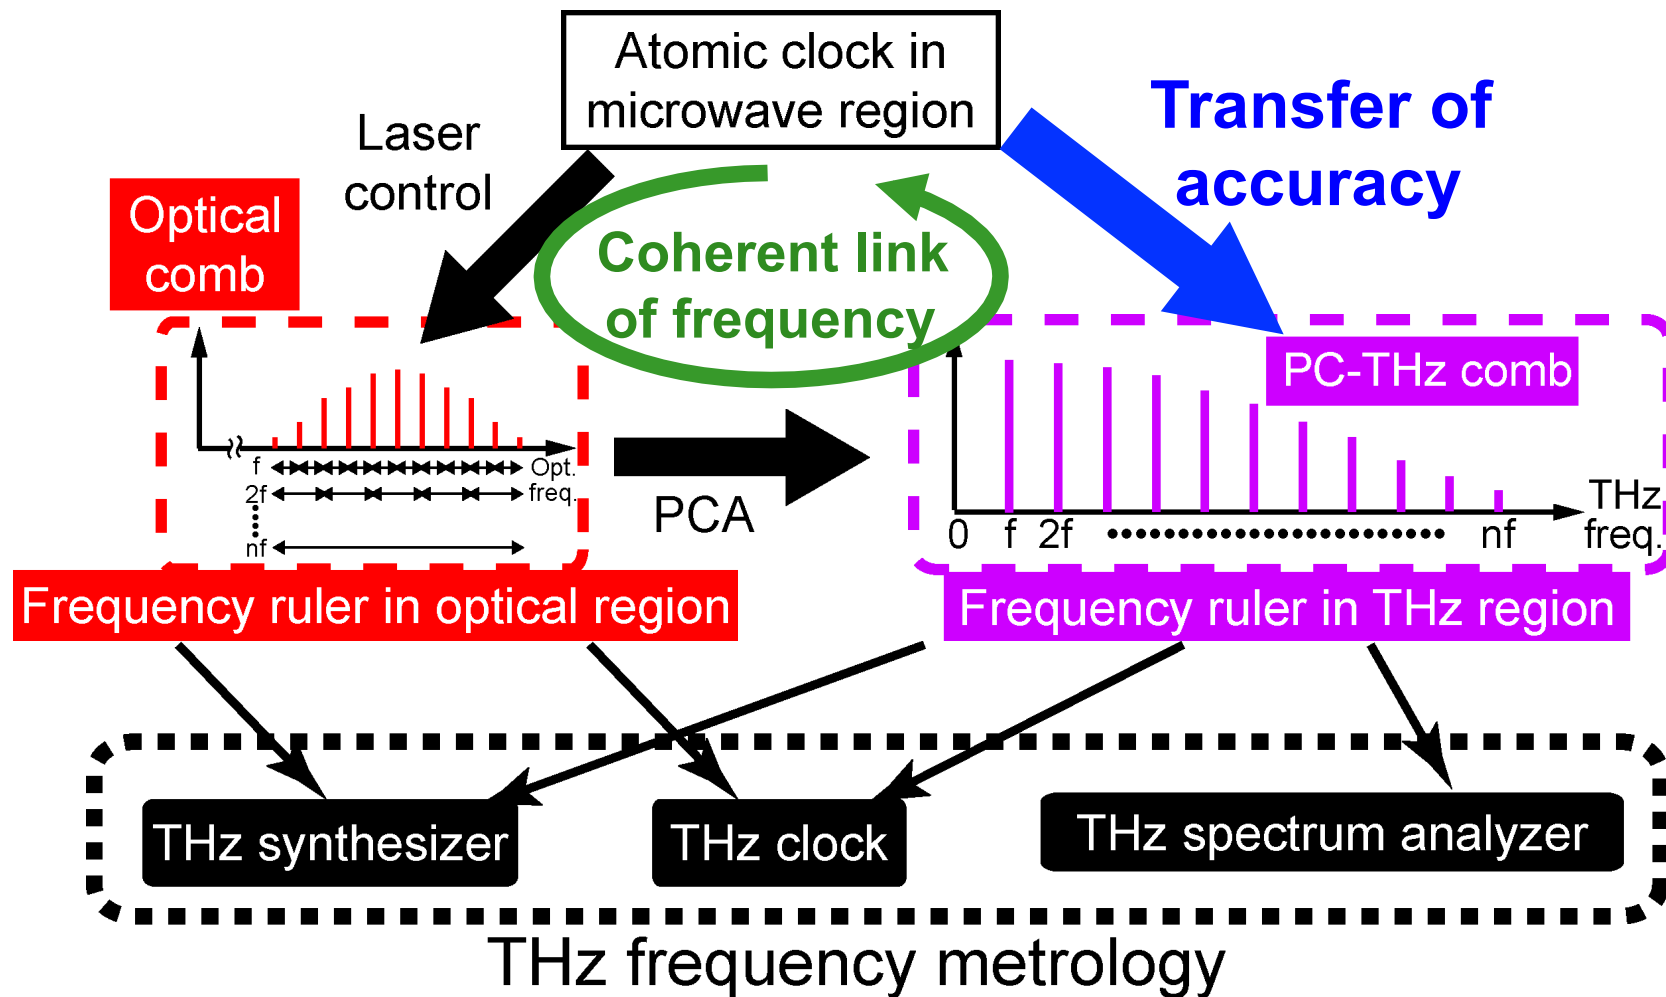 Atomic clock in
microwave region
Laser
control
Transfer of
accuracy
Optical
comb
Coherent link
of frequency
PC-THz comb
f
Opt.
2f
freq.
nf
PCA
0 f 2f nf
THz
freq.
Frequency ruler in optical region
Frequency ruler in THz region
THz synthesizer
THz clock
THz spectrum analyzer
THz frequency metrology